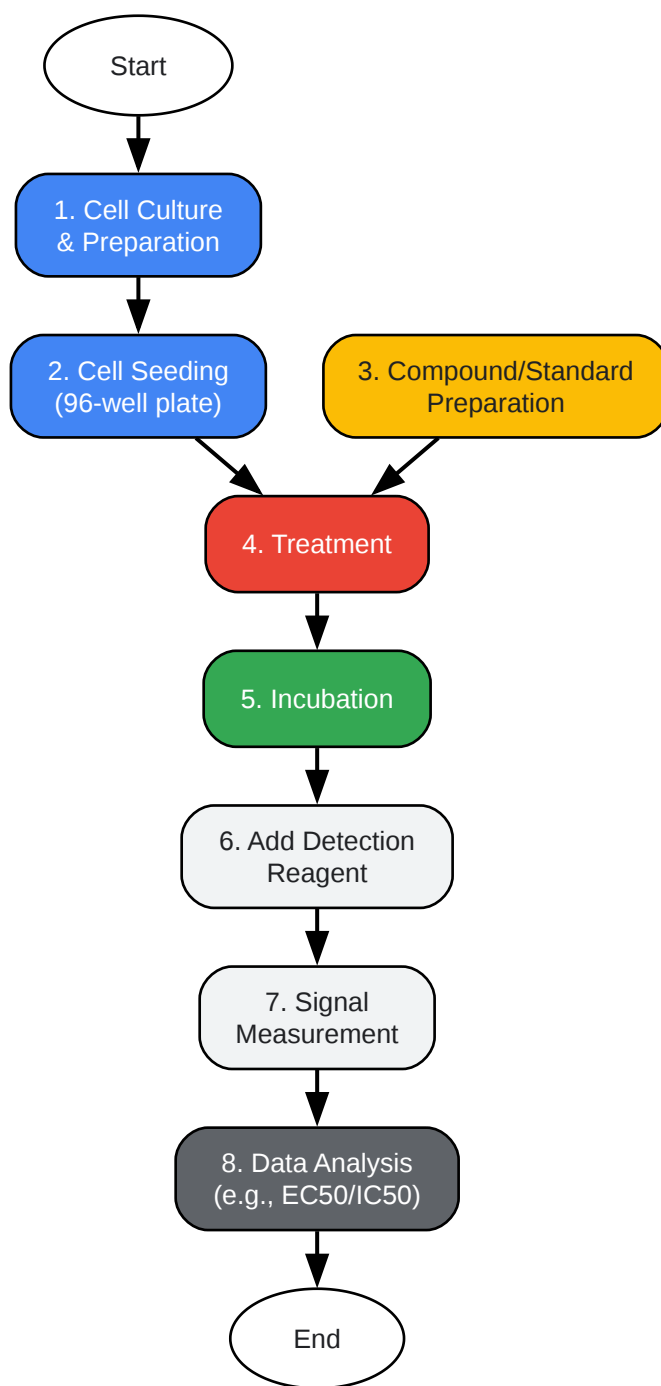 Start
1. Cell Culture
& Preparation
2. Cell Seeding
(96-well plate)
3. Compound/Standard
Preparation
4. Treatment
5. Incubation
6. Add Detection
Reagent
7. Signal
Measurement
8. Data Analysis
(e.g., EC50/IC50)
End